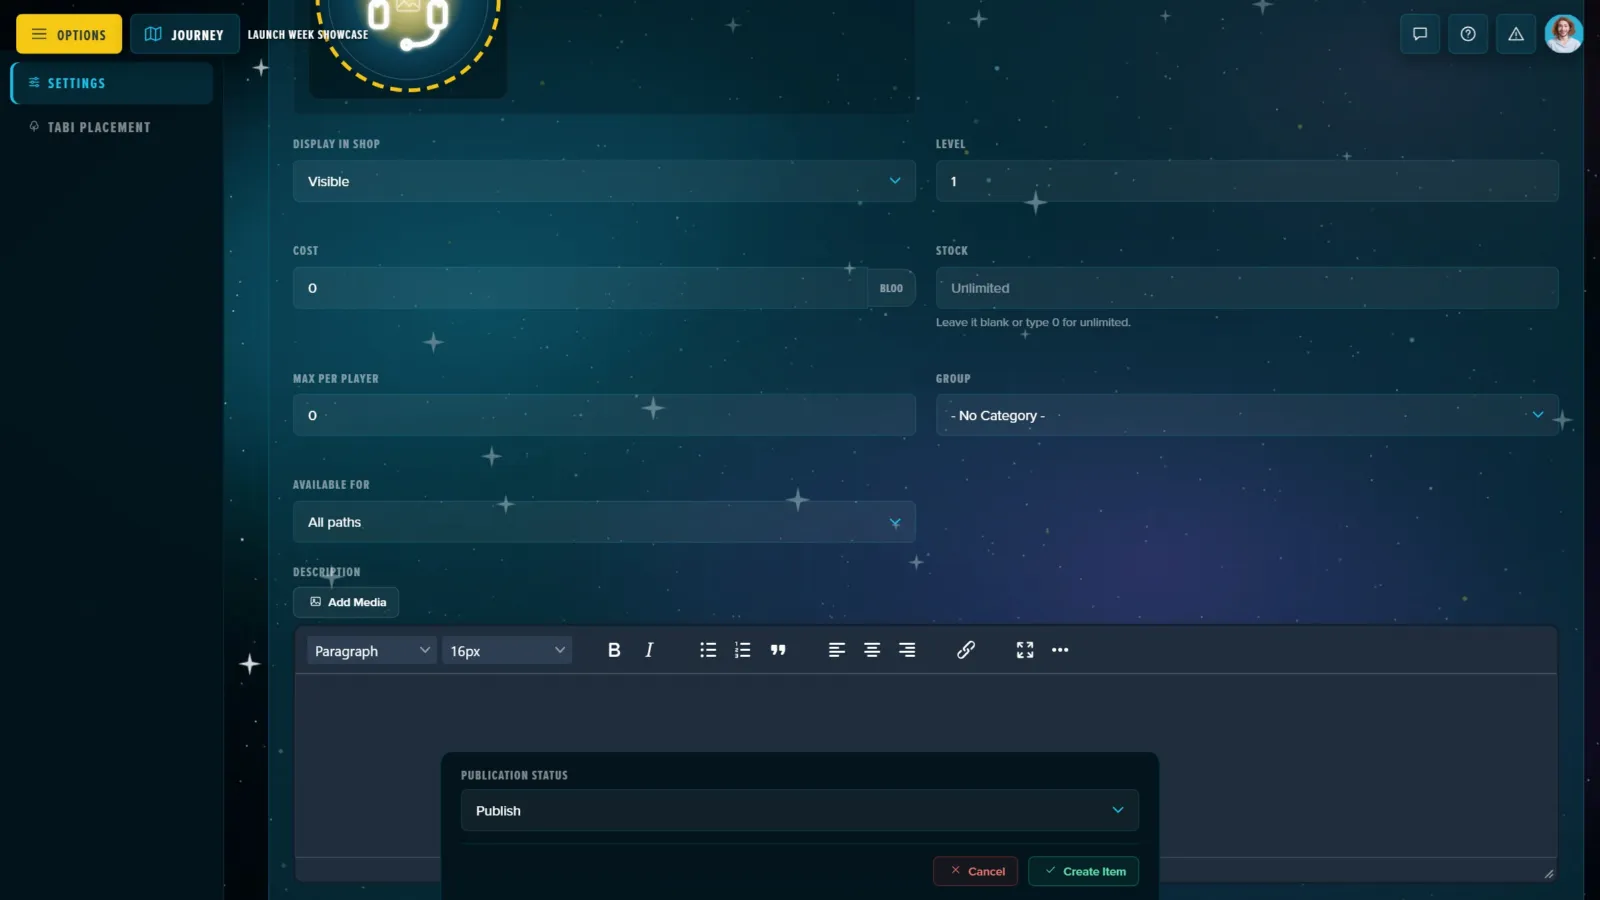 OPTIONS
JOURNEY
LAUNCH WEEK SHOWCASE
SETTINGS
TABI PLACEMENT
DISPLAY IN SHOP
LEVEL
Visible
1
COST
STOCK
0
BLOO
Unlimited
Leave it blank or type 0 for unlimited.
MAX PER PLAYER
GROUP
0
- No Category -
AVAILABLE FOR
All paths
DESCRIPTION
Add Media
Paragraph
16px
B I
PUBLICATION STATUS
Publish
Cancel
Create Item